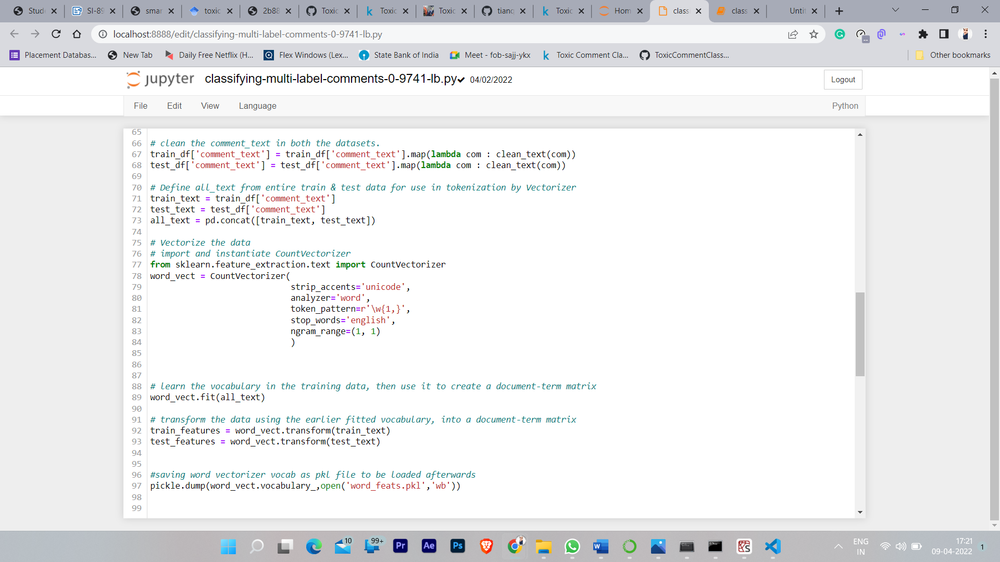 Stude
SI-89
smar
toxic
2b88
Toxic
Toxic
Toxic
tianq
Toxic
Hom
class
class
Untit
localhost:8888/edit/classifying-multi-label-comments-0-9741-lb.py
Placement Databas...
New Tab
Daily Free Netflix (H...
Flex Windows (Lex...
State Bank of India
Meet - fob-sajj-ykx
Toxic Comment Cla...
ToxicCommentClass...
Other bookmarks
jupyter classifying-multi-label-comments-0-9741-lb.py 04/02/2022
Logout
File Edit View Language Python
65
66 # clean the comment_text in both the datasets.
67 train_df['comment_text'] = train_df['comment_text'].map(lambda com : clean_text(com))
68 test_df['comment_text'] = test_df['comment_text'].map(lambda com : clean_text(com))
69
70 # Define all_text from entire train & test data for use in tokenization by Vectorizer
71 train_text = train_df['comment_text']
72 test_text = test_df['comment_text']
73 all_text = pd.concat([train_text, test_text])
74
75 # Vectorize the data
76 # import and instantiate CountVectorizer
77 from sklearn.feature_extraction.text import CountVectorizer
78 word_vect = CountVectorizer(
79 strip_accents='unicode',
80 analyzer='word',
81 token_pattern=r'\w{1,}',
82 stop_words='english',
83 ngram_range=(1, 1)
84 )
85
86
87
88 # learn the vocabulary in the training data, then use it to create a document-term matrix
89 word_vect.fit(all_text)
90
91 # transform the data using the earlier fitted vocabulary, into a document-term matrix
92 train_features = word_vect.transform(train_text)
93 test_features = word_vect.transform(test_text)
94
95
96 #saving word vectorizer vocab as pkl file to be loaded afterwards
97 pickle.dump(word_vect.vocabulary_,open('word_feats.pkl','wb'))
98
99
10
99+
Pr
Ae
Ps
ENG
IN
17:21
09-04-2022
1